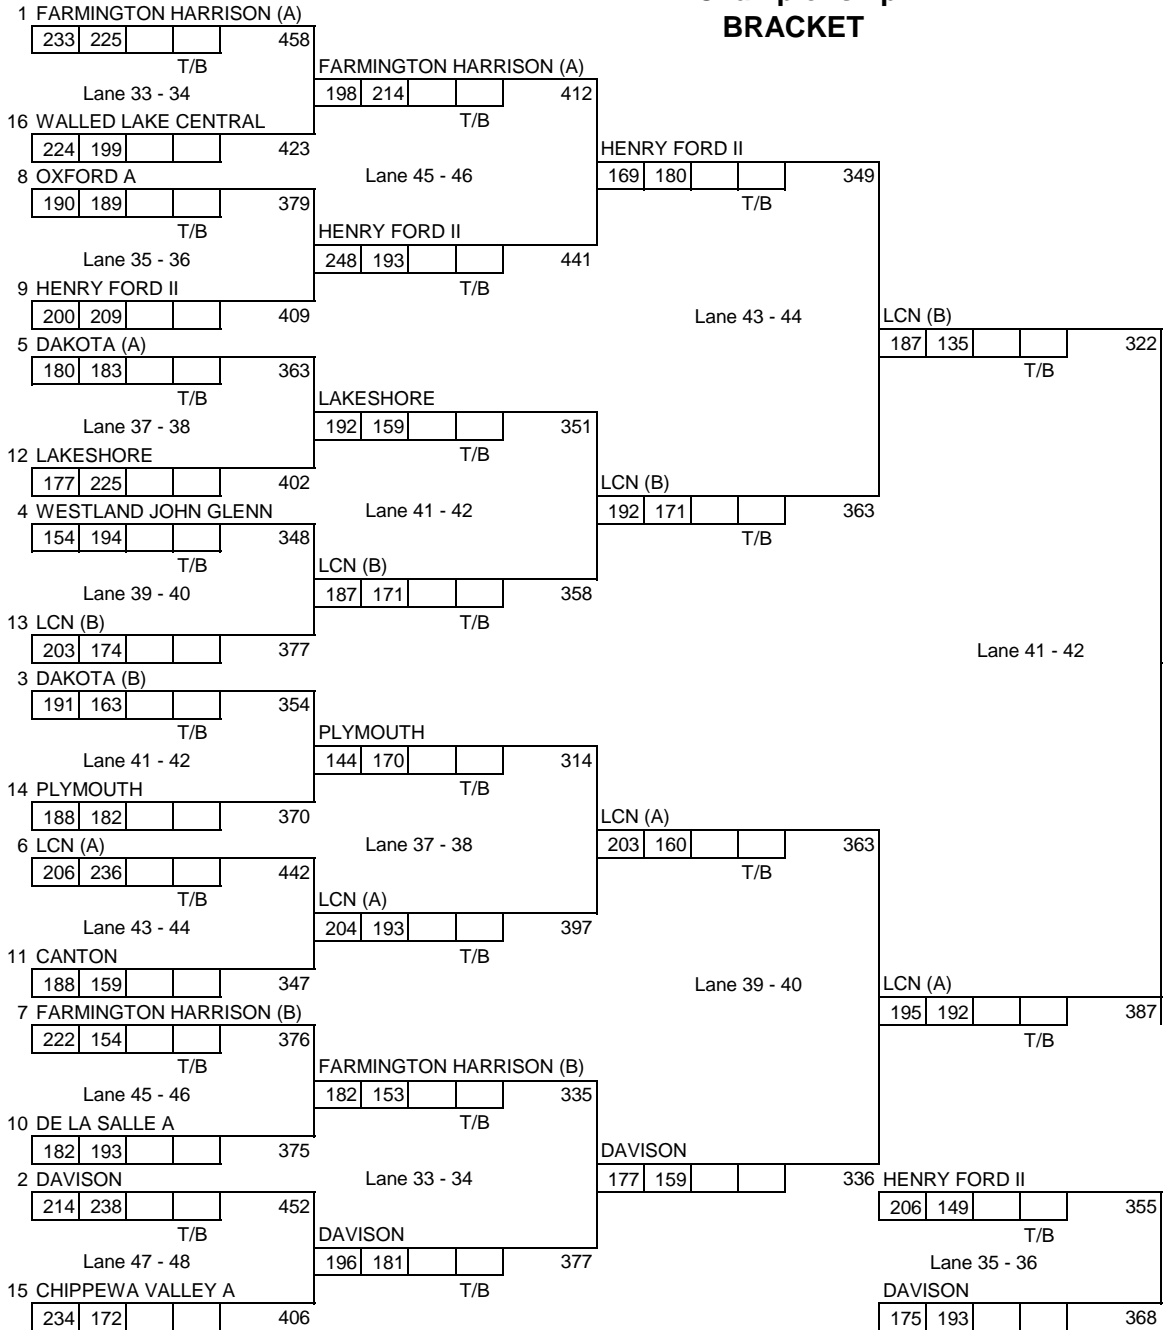 BRACKET
1 FARMINGTON HARRISON (A)
233 225 458
T/B
Lane 33 - 34
16 WALLED LAKE CENTRAL
224 199 423
8 OXFORD A
190 189 379
T/B
Lane 35 - 36
9 HENRY FORD II
200 209 409
5 DAKOTA (A)
180 183 363
T/B
Lane 37 - 38
12 LAKESHORE
177 225 402
4 WESTLAND JOHN GLENN
154 194 348
T/B
Lane 39 - 40
13 LCN (B)
203 174 377
3 DAKOTA (B)
191 163 354
T/B
Lane 41 - 42
14 PLYMOUTH
188 182 370
6 LCN (A)
206 236 442
T/B
Lane 43 - 44
11 CANTON
188 159 347
7 FARMINGTON HARRISON (B)
222 154 376
T/B
Lane 45 - 46
10 DE LA SALLE A
182 193 375
2 DAVISON
214 238 452
T/B
Lane 47 - 48
15 CHIPPEWA VALLEY A
234 172 406
FARMINGTON HARRISON (A)
198 214 412
T/B
Lane 45 - 46
HENRY FORD II
248 193 441
T/B
LAKESHORE
192 159 351
T/B
Lane 41 - 42
LCN (B)
187 171 358
T/B
PLYMOUTH
144 170 314
T/B
Lane 37 - 38
LCN (A)
204 193 397
T/B
FARMINGTON HARRISON (B)
182 153 335
T/B
Lane 33 - 34
DAVISON
196 181 377
T/B
HENRY FORD II
169 180 349
T/B
Lane 43 - 44
LCN (B)
192 171 363
T/B
LCN (A)
203 160 363
T/B
Lane 39 - 40
DAVISON
177 159 336
LCN (B)
187 135 322
T/B
Lane 41 - 42
LCN (A)
195 192 387
T/B
HENRY FORD II
206 149 355
T/B
Lane 35 - 36
DAVISON
175 193 368